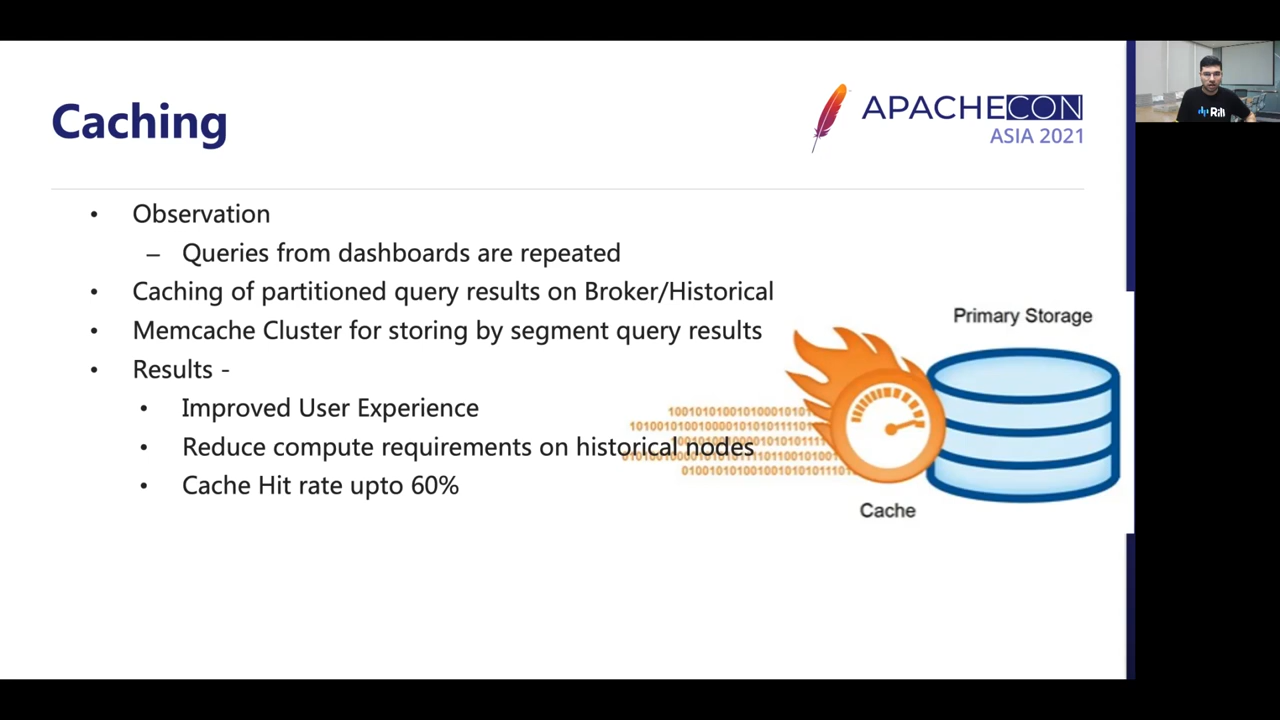 Caching
APACHECON
ASIA 2021
• Observation
– Queries from dashboards are repeated
• Caching of partitioned query results on Broker/Historical
• Memcache Cluster for storing by segment query results
• Results -
• Improved User Experience
• Reduce compute requirements on historical nodes
• Cache Hit rate upto 60%
Primary Storage
Cache
Rill